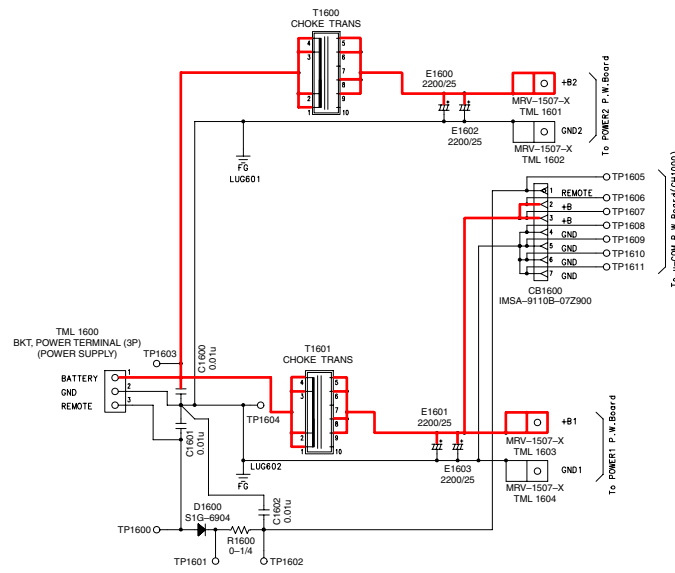 T1600
CHOKE TRANS
4
3
2
1
5
6
7
8
9
10
E1600
2200/25
E1602
2200/25
+B2
MRV-1507-X
TML 1601
GND2
MRV-1507-X
TML 1602
To POWER2 P.W.Board
FG
LUG601
TP1605
1
REMOTE
TP1606
2
+B
TP1607
3
+B
TP1608
4
GND
TP1609
5
GND
TP1610
6
GND
TP1611
7
GND
CB1600
IMSA-9110B-07Z900
To u-COM P.W.Board(CH1000)
TML 1600
BKT, POWER TERMINAL (3P)
(POWER SUPPLY)
TP1603
C1600
0.01u
BATTERY
1
GND
2
REMOTE
3
C1601
0.01u
TP1604
T1601
CHOKE TRANS
4
3
2
1
5
6
7
8
9
10
E1601
2200/25
E1603
2200/25
+B1
MRV-1507-X
TML 1603
GND1
MRV-1507-X
TML 1604
To POWER1 P.W.Board
LUG602
FG
C1602
0.01u
D1600
S1G-6904
TP1600
R1600
0-1/4
TP1601
TP1602